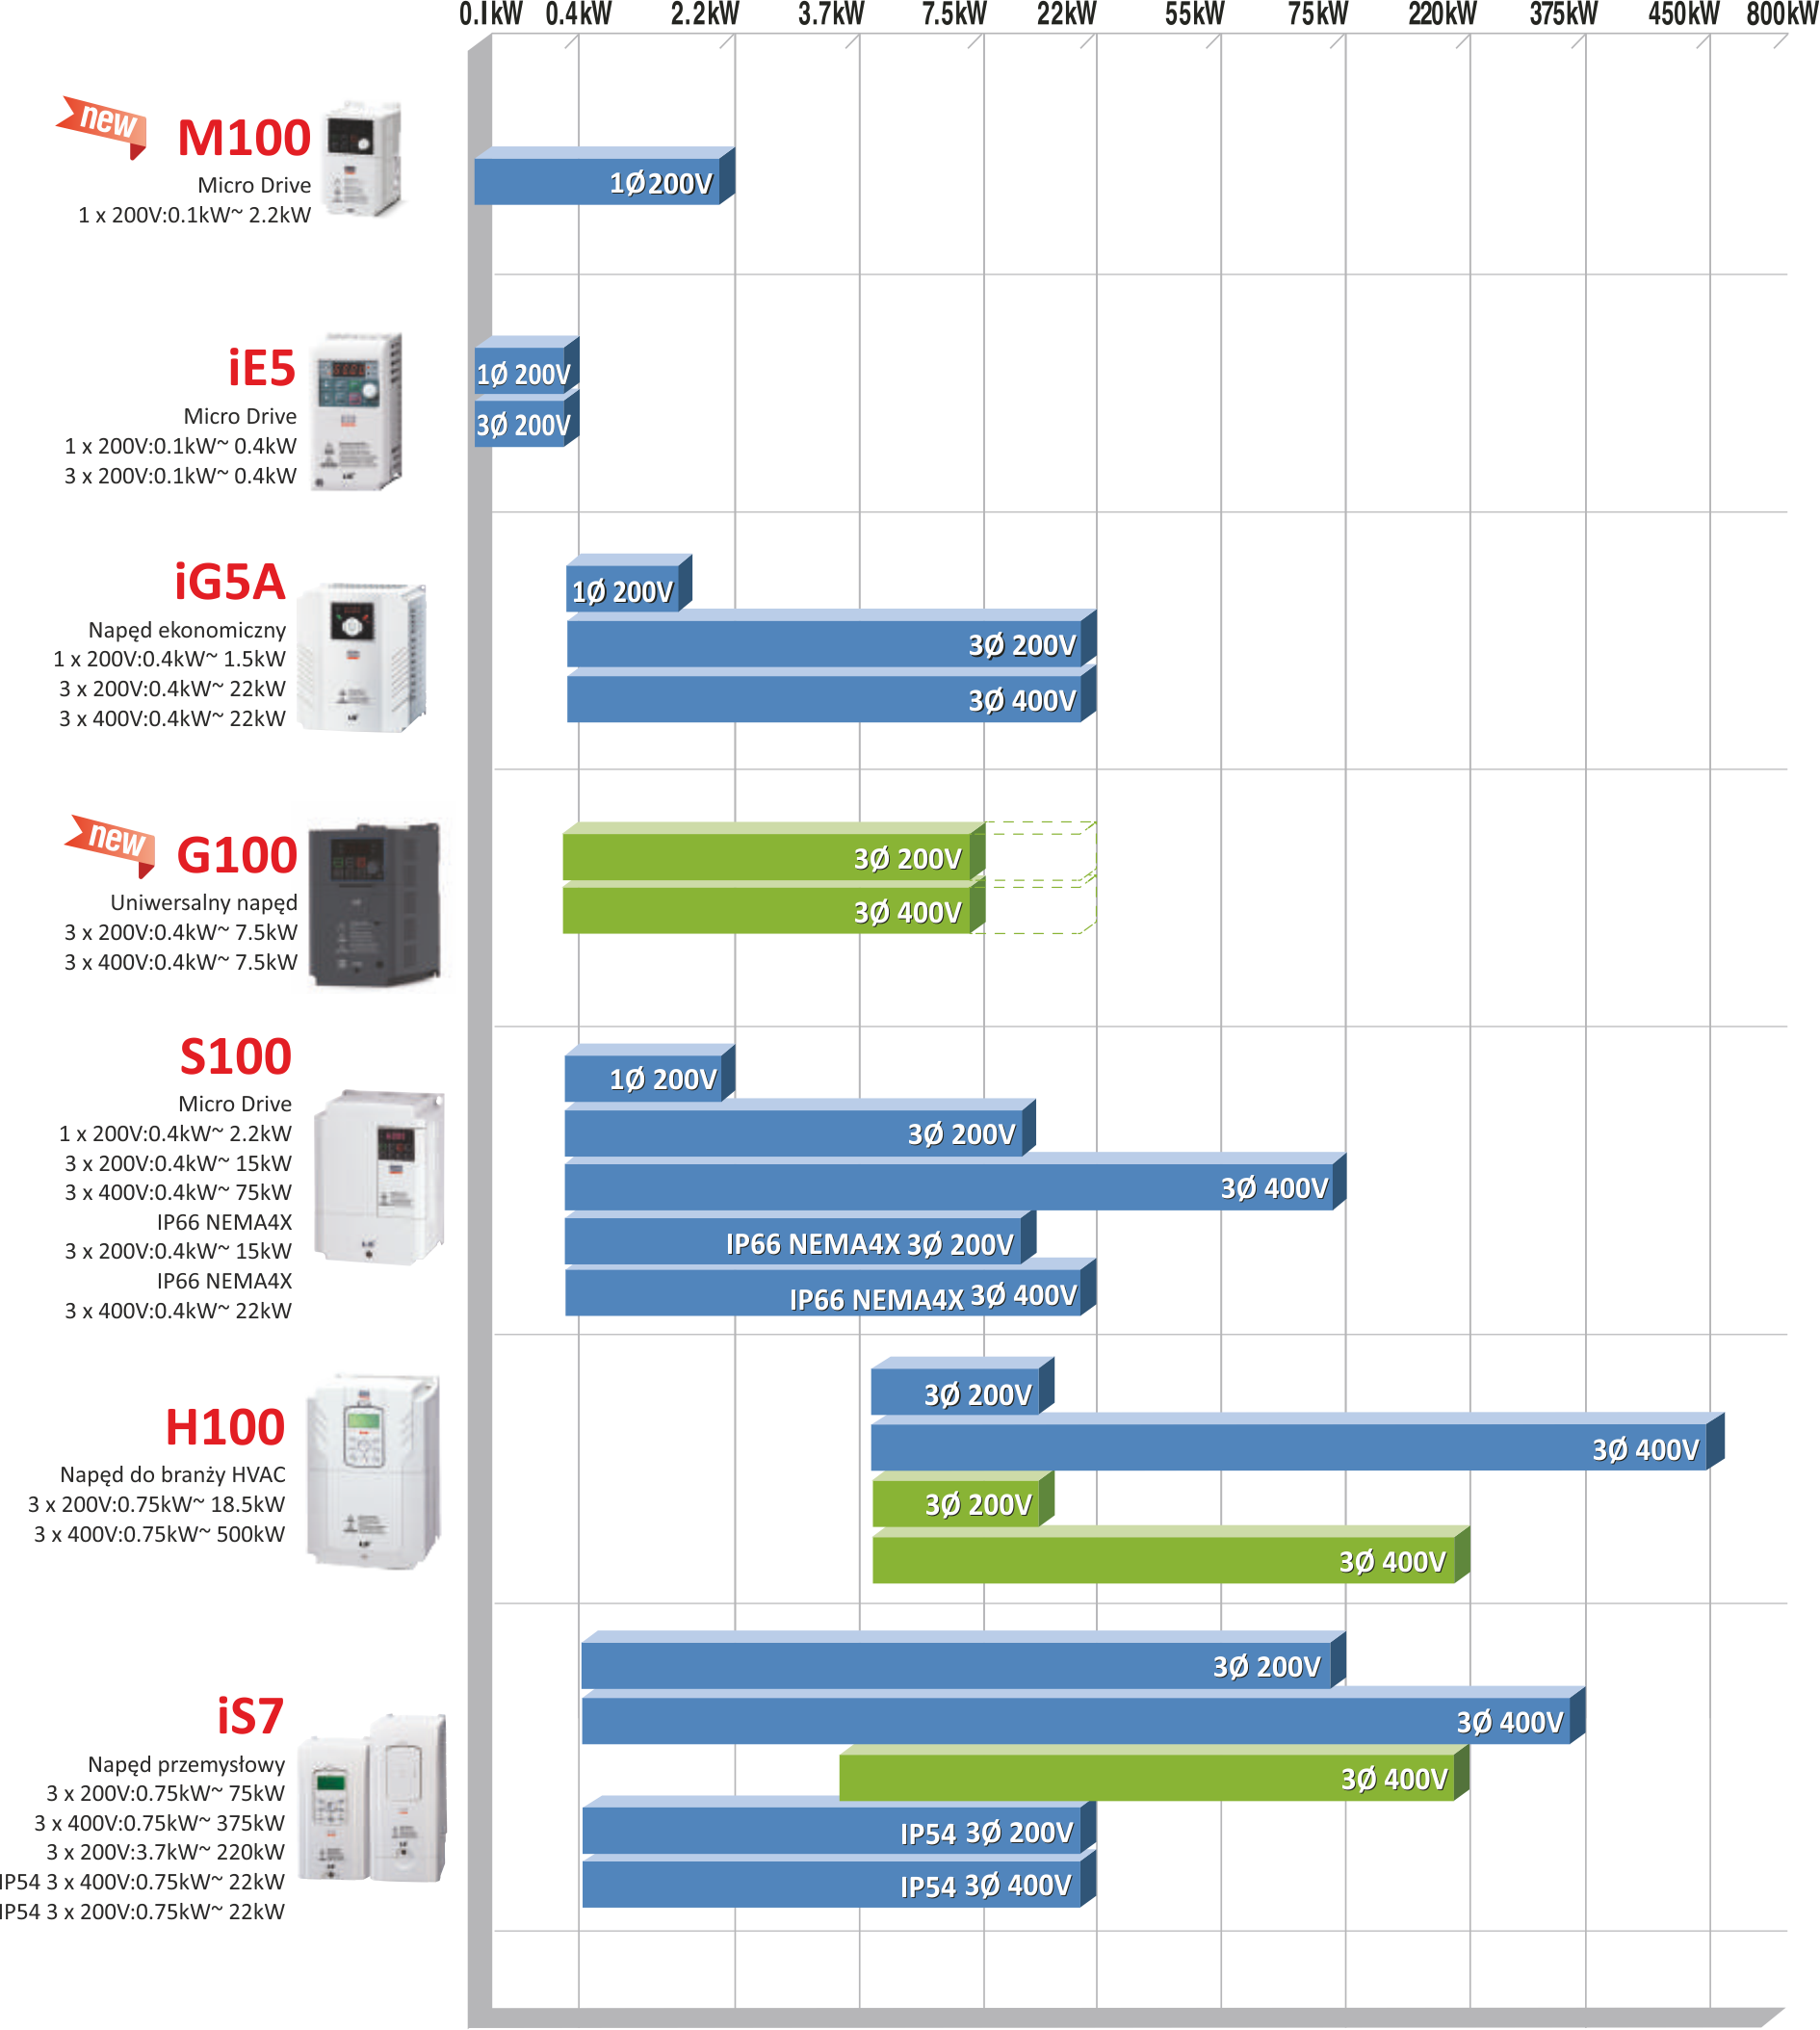 0.1kW 0.4kW 2.2kW 3.7kW 7.5kW 22kW 55kW 75kW 220kW 375kW 450kW 800kW
new
M100
Micro Drive
1 x 200V:0.1kW~ 2.2kW
1Ø200V
iE5
Micro Drive
1 x 200V:0.1kW~ 0.4kW
3 x 200V:0.1kW~ 0.4kW
1Ø 200V
3Ø 200V
iG5A
Napęd ekonomiczny
1 x 200V:0.4kW~ 1.5kW
3 x 200V:0.4kW~ 22kW
3 x 400V:0.4kW~ 22kW
1Ø 200V
3Ø 200V
3Ø 400V
new
G100
Uniwersalny napęd
3 x 200V:0.4kW~ 7.5kW
3 x 400V:0.4kW~ 7.5kW
3Ø 200V
3Ø 400V
S100
Micro Drive
1 x 200V:0.4kW~ 2.2kW
3 x 200V:0.4kW~ 15kW
3 x 400V:0.4kW~ 75kW
IP66 NEMA4X
3 x 200V:0.4kW~ 15kW
IP66 NEMA4X
3 x 400V:0.4kW~ 22kW
1Ø 200V
3Ø 200V
3Ø 400V
IP66 NEMA4X 3Ø 200V
IP66 NEMA4X 3Ø 400V
H100
Napęd do branży HVAC
3 x 200V:0.75kW~ 18.5kW
3 x 400V:0.75kW~ 500kW
3Ø 200V
3Ø 400V
3Ø 200V
3Ø 400V
iS7
Napęd przemysłowy
3 x 200V:0.75kW~ 75kW
3 x 400V:0.75kW~ 375kW
3 x 200V:3.7kW~ 220kW
IP54 3 x 400V:0.75kW~ 22kW
IP54 3 x 200V:0.75kW~ 22kW
3Ø 200V
3Ø 400V
3Ø 400V
IP54 3Ø 200V
IP54 3Ø 400V